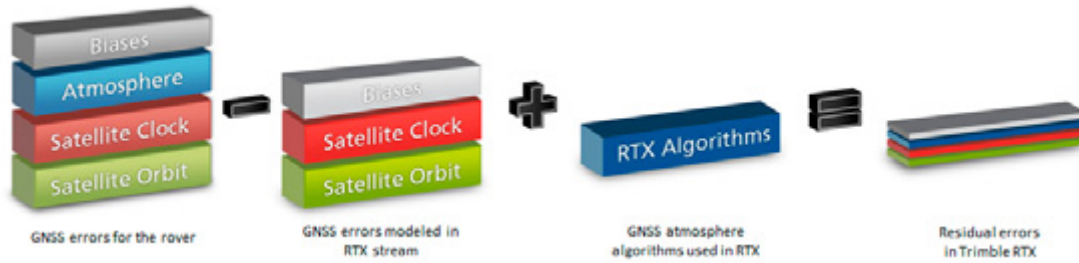 Biases
Atmosphere
Satellite Clock
Satellite Orbit
GNSS errors for the rover
Biases
Satellite Clock
Satellite Orbit
GNSS errors modeled in
RTX stream
RTX Algorithms
GNSS atmosphere
algorithms used in RTX
Residual errors
in Trimble RTX